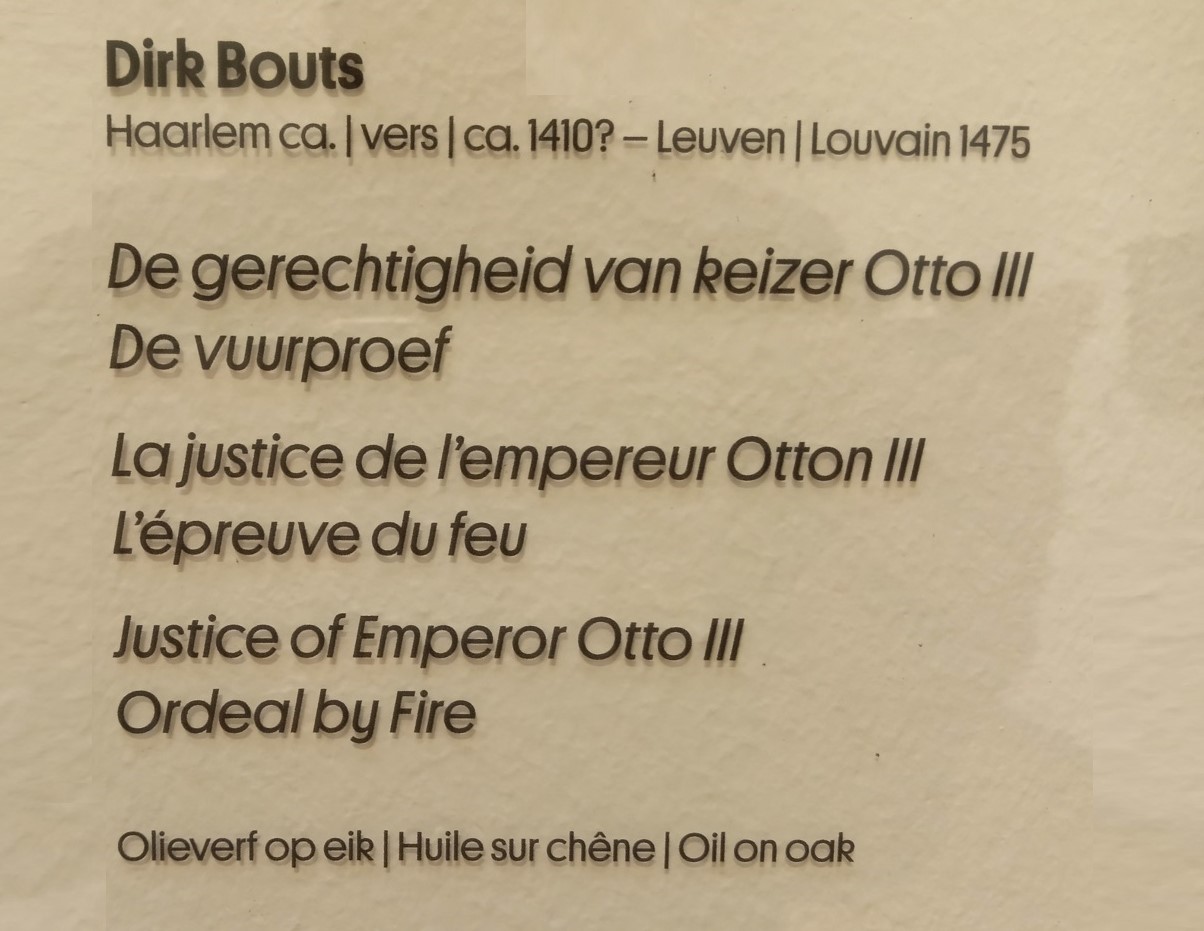 Dirk Bouts
Haarlem ca. | vers | ca. 1410? – Leuven | Louvain 1475
De gerechtigheid van keizer Otto III
De vuurproef
La justice de l'empereur Otton III
L'épreuve du feu
Justice of Emperor Otto III
Ordeal by Fire
Olieverf op eik | Huile sur chêne | Oil on oak